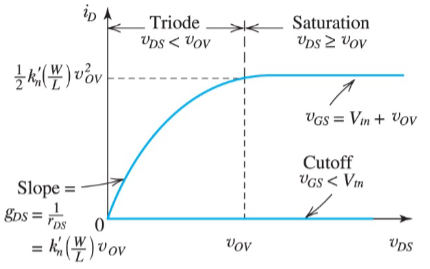 i_D
Triode
v_DS < v_OV
Saturation
v_DS ≥ v_OV
½ k′_n (W/L) v²_OV
v_GS = V_tn + v_OV
Cutoff
v_GS < V_tn
Slope =
g_DS = 1/r_DS
= k′_n (W/L) v_OV
0
v_OV
v_DS